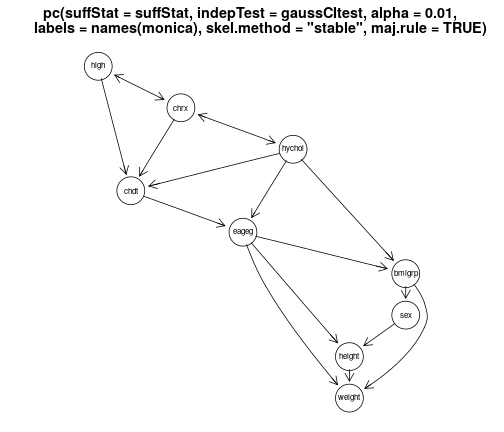 pc(suffStat = suffStat, indepTest = gaussCItest, alpha = 0.01,
labels = names(monica), skel.method = "stable", maj.rule = TRUE)
high
chrx
hychol
chdt
eageg
bmigrp
sex
height
weight